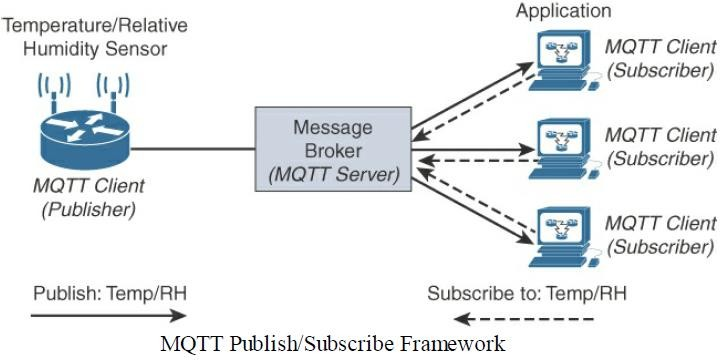 Temperature/Relative
Humidity Sensor
Application
MQTT Client
(Subscriber)
Message
Broker
(MQTT Server)
MQTT Client
(Subscriber)
MQTT Client
(Publisher)
MQTT Client
(Subscriber)
Publish: Temp/RH
Subscribe to: Temp/RH
MQTT Publish/Subscribe Framework